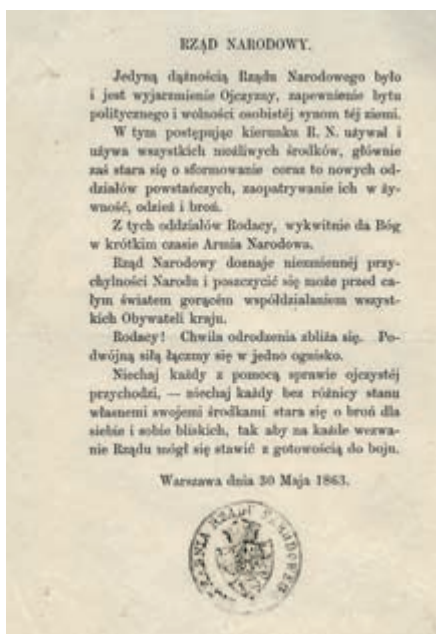 RZĄD NARODOWY.
Jedyną dążnością Rządu Narodowego było
i jest wyjarzmienie Ojczyzny, zapewnienie bytu
politycznego i wolności osobistéj synom téj ziemi.
W tym postępując kierunku R. N. używał i
używa wszystkich możliwych środków, głównie
zaś stara się o sformowanie coraz to nowych od-
działów powstańczych, zaopatrywanie ich w ży-
wność, odzież i broń.
Z tych oddziałów Rodacy, wykwitnie da Bóg
w krótkim czasie Armia Narodowa.
Rząd Narodowy doznaje niezmiennéj przy-
chylności Narodu i poszczycić się może przed ca-
łym światem gorącém współdziałaniem wszyst-
kich Obywateli kraju.
Rodacy! Chwila odrodzenia zbliża się. Po-
dwójną siłą łączmy się w jedno ognisko.
Niechaj każdy z pomocą sprawie ojczystéj
przychodzi, — niechaj każdy bez różnicy stanu
własnemi swojemi środkami stara się o broń dla
siebie i sobie bliskich, tak aby na każde wezwa-
nie Rządu mógł się stawić z gotowością do boju.
Warszawa dnia 30 Maja 1863.
RZĄDU NARODOWEGO